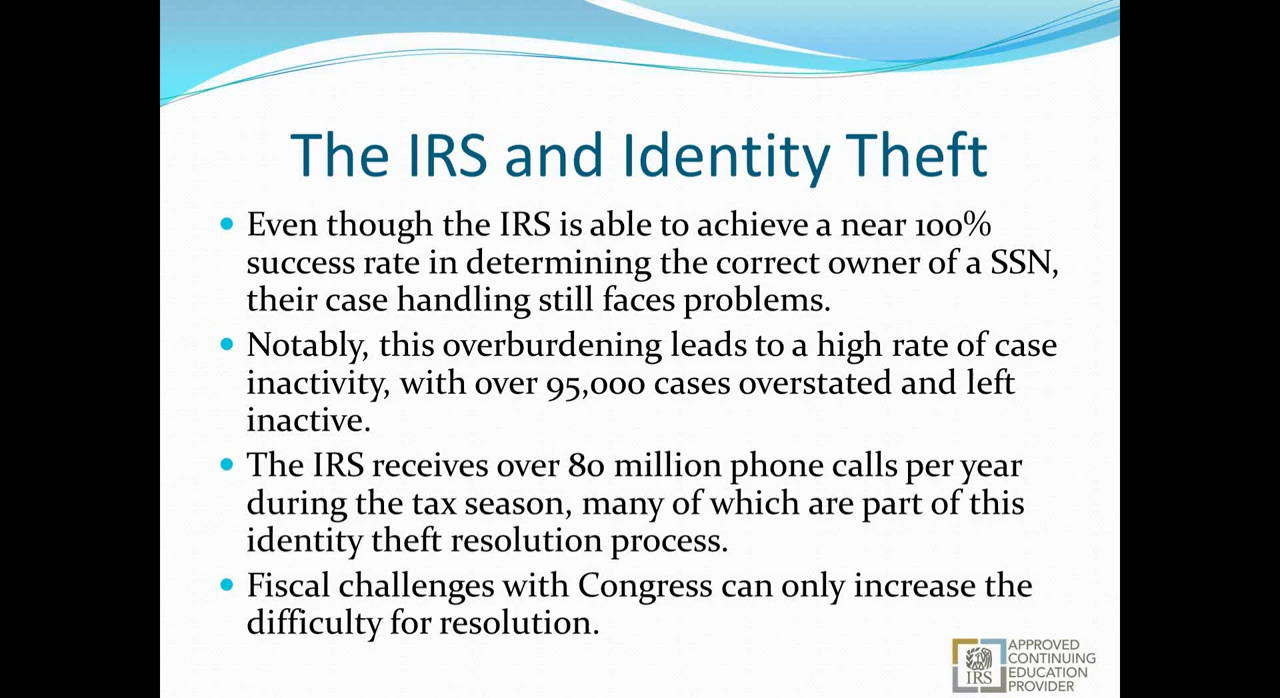 The IRS and Identity Theft
• Even though the IRS is able to achieve a near 100%
success rate in determining the correct owner of a SSN,
their case handling still faces problems.
• Notably, this overburdening leads to a high rate of case
inactivity, with over 95,000 cases overstated and left
inactive.
• The IRS receives over 80 million phone calls per year
during the tax season, many of which are part of this
identity theft resolution process.
• Fiscal challenges with Congress can only increase the
difficulty for resolution.
IRS
APPROVED
CONTINUING
EDUCATION
PROVIDER